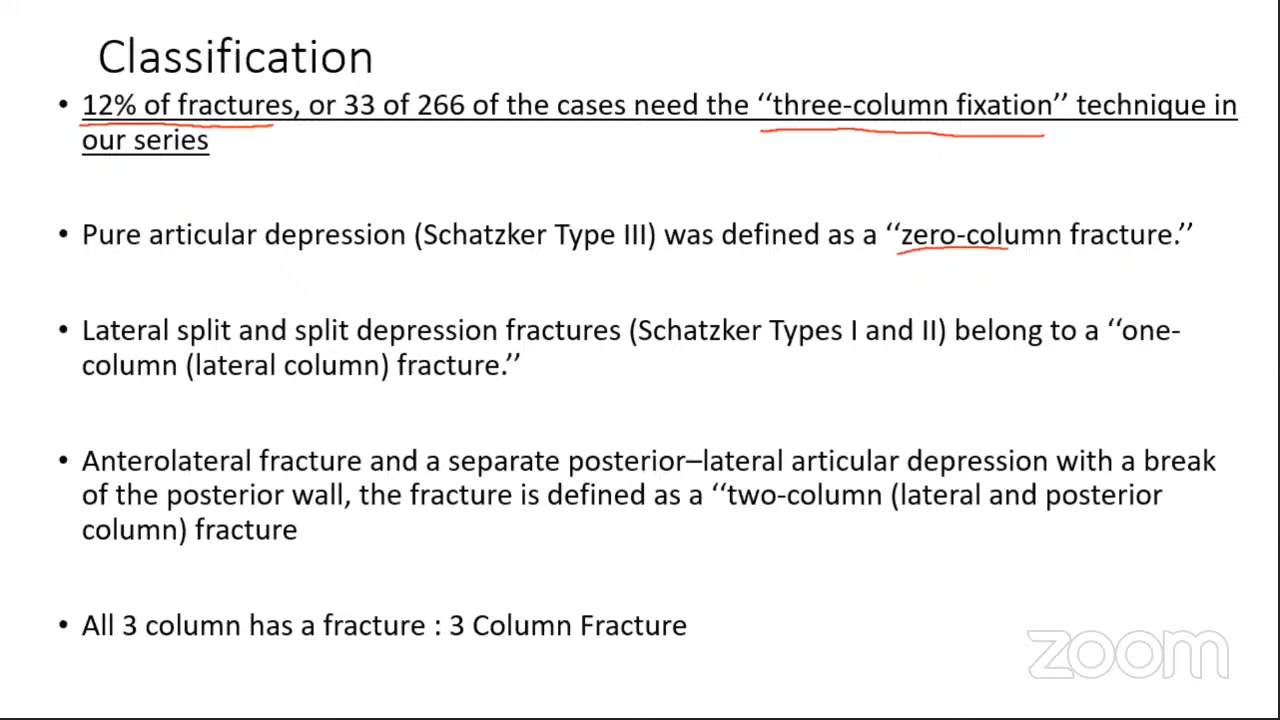 Classification
• 12% of fractures, or 33 of 266 of the cases need the ‘‘three-column fixation’’ technique in
our series
• Pure articular depression (Schatzker Type III) was defined as a ‘‘zero-column fracture.’’
• Lateral split and split depression fractures (Schatzker Types I and II) belong to a ‘‘one-
column (lateral column) fracture.’’
• Anterolateral fracture and a separate posterior–lateral articular depression with a break
of the posterior wall, the fracture is defined as a ‘‘two-column (lateral and posterior
column) fracture
• All 3 column has a fracture : 3 Column Fracture
zoom